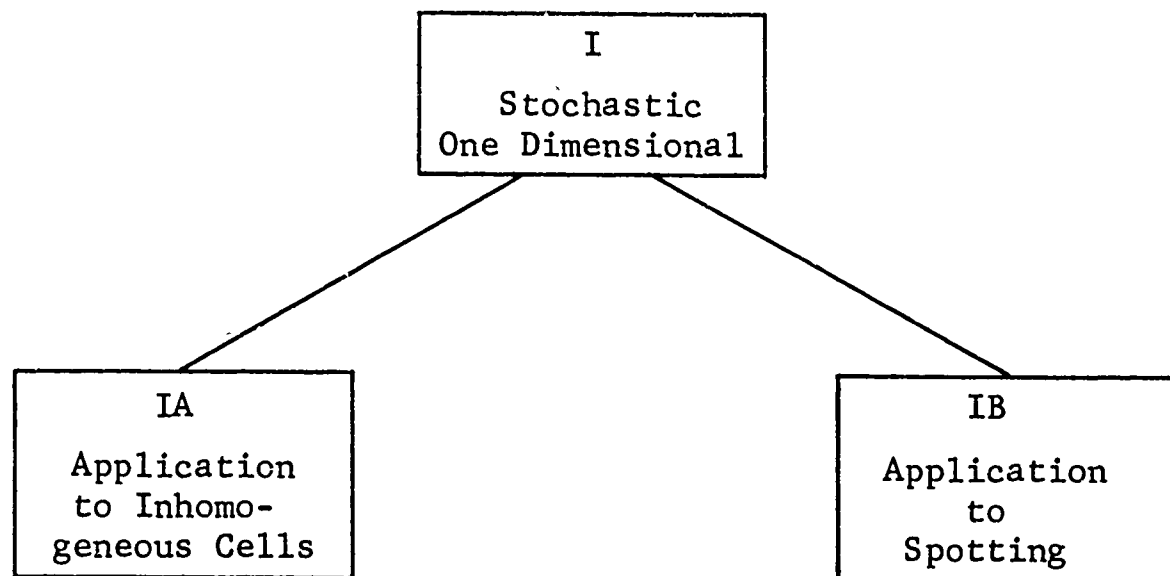 I
Stochastic
One Dimensional
IA
Application
to Inhomo-
geneous Cells
IB
Application
to
Spotting